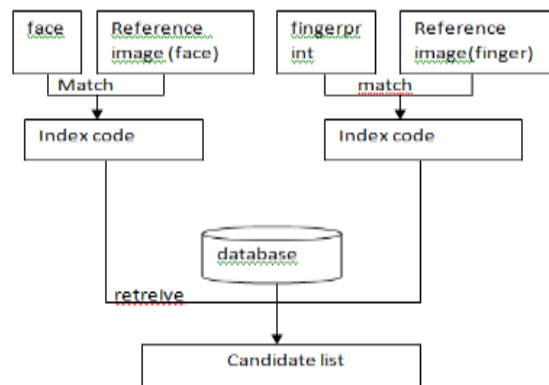 face
Reference
image (face)
fingerpr
int
Reference
image(finger)
Match
match
Index code
Index code
database
retreive
Candidate list